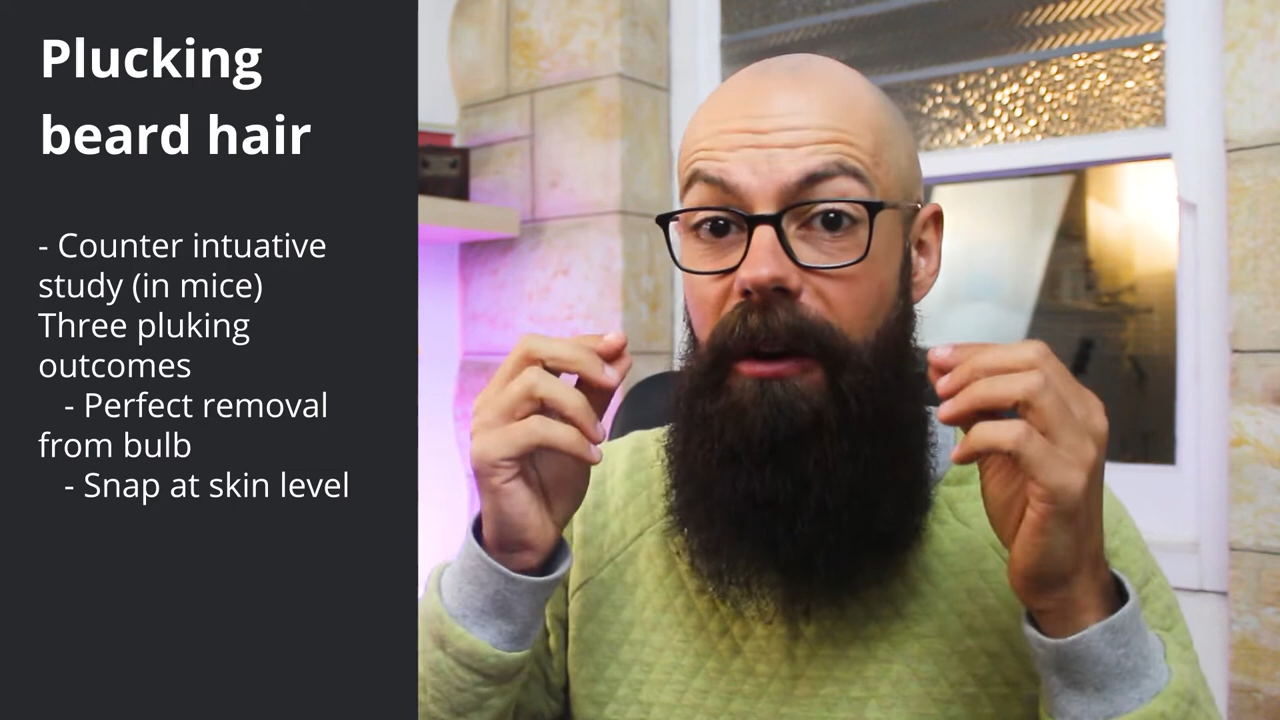 Plucking
beard hair
- Counter intuative
study (in mice)
Three pluking
outcomes
- Perfect removal
from bulb
- Snap at skin level